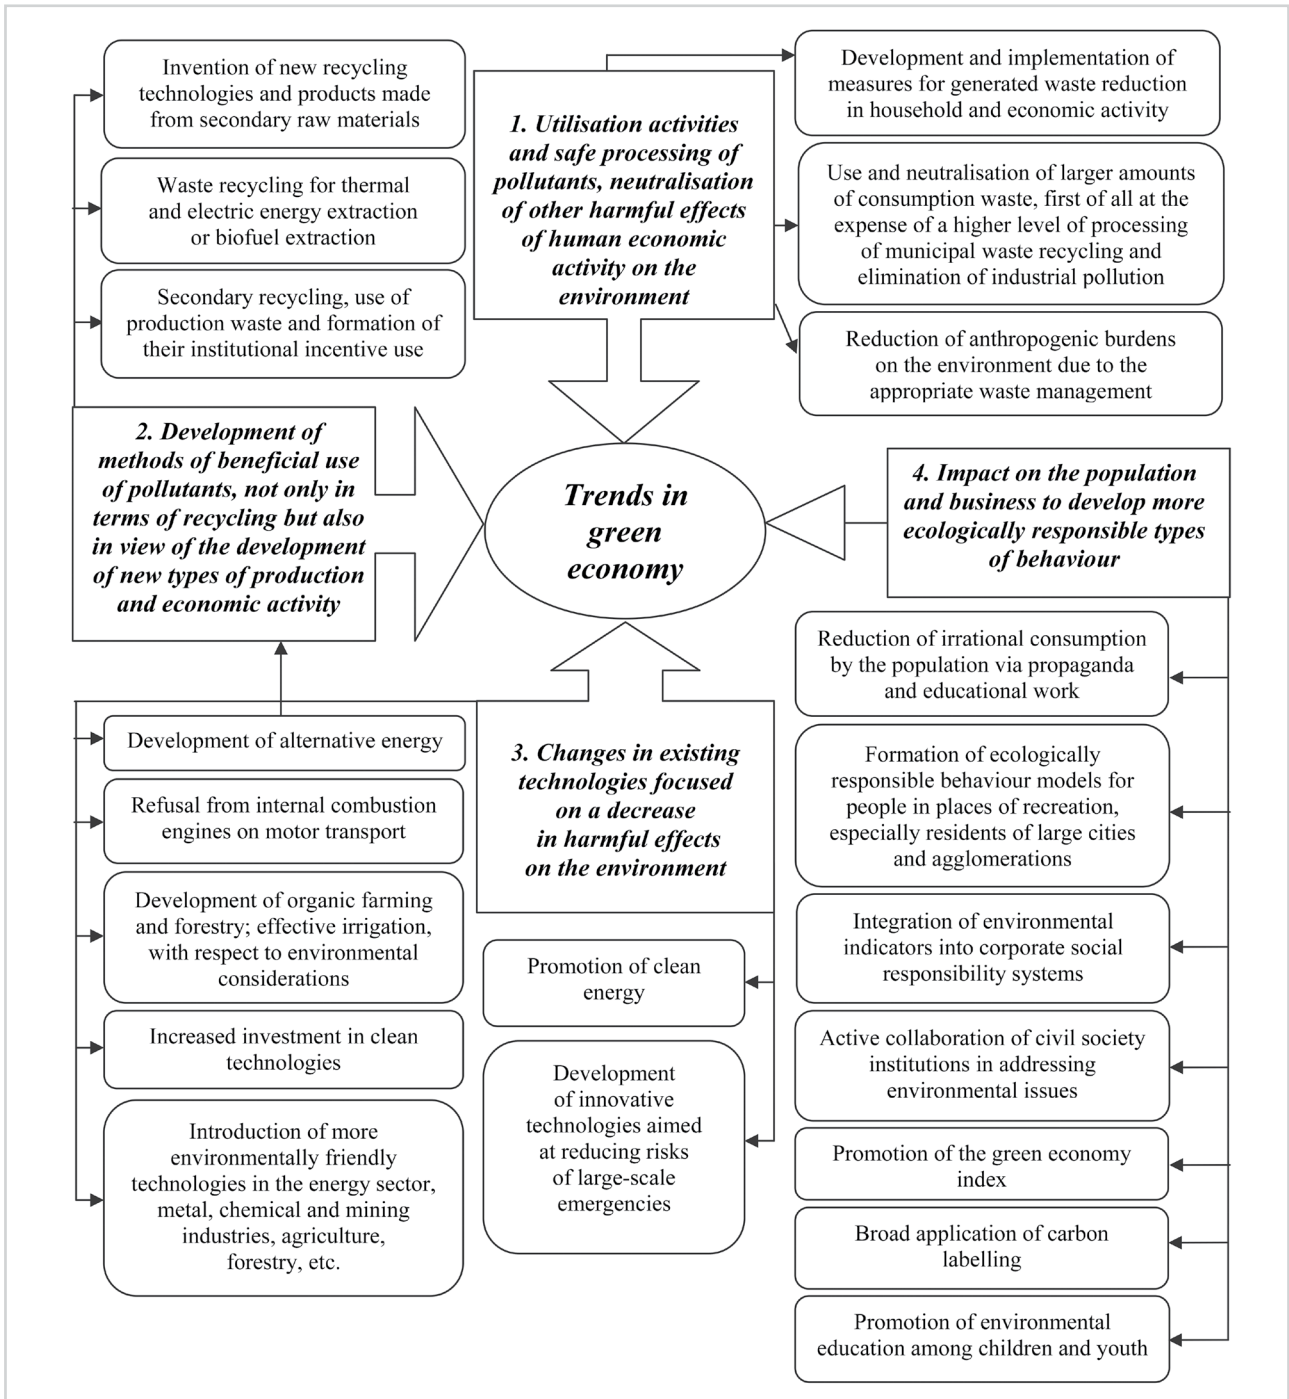 Invention of new recycling
technologies and products made
from secondary raw materials
Waste recycling for thermal
and electric energy extraction
or biofuel extraction
Secondary recycling, use of
production waste and formation of
their institutional incentive use
1. Utilisation activities
and safe processing of
pollutants, neutralisation
of other harmful effects
of human economic
activity on the
environment
Development and implementation of
measures for generated waste reduction
in household and economic activity
Use and neutralisation of larger amounts
of consumption waste, first of all at the
expense of a higher level of processing
of municipal waste recycling and
elimination of industrial pollution
Reduction of anthropogenic burdens
on the environment due to the
appropriate waste management
2. Development of
methods of beneficial use
of pollutants, not only in
terms of recycling but also
in view of the development
of new types of production
and economic activity
Trends in
green
economy
4. Impact on the population
and business to develop more
ecologically responsible types
of behaviour
Development of alternative energy
Refusal from internal combustion
engines on motor transport
Development of organic farming
and forestry; effective irrigation,
with respect to environmental
considerations
Increased investment in clean
technologies
Introduction of more
environmentally friendly
technologies in the energy sector,
metal, chemical and mining
industries, agriculture,
forestry, etc.
3. Changes in existing
technologies focused
on a decrease
in harmful effects
on the environment
Promotion of clean
energy
Development
of innovative
technologies aimed
at reducing risks
of large-scale
emergencies
Reduction of irrational consumption
by the population via propaganda
and educational work
Formation of ecologically
responsible behaviour models for
people in places of recreation,
especially residents of large cities
and agglomerations
Integration of environmental
indicators into corporate social
responsibility systems
Active collaboration of civil society
institutions in addressing
environmental issues
Promotion of the green economy
index
Broad application of carbon
labelling
Promotion of environmental
education among children and youth